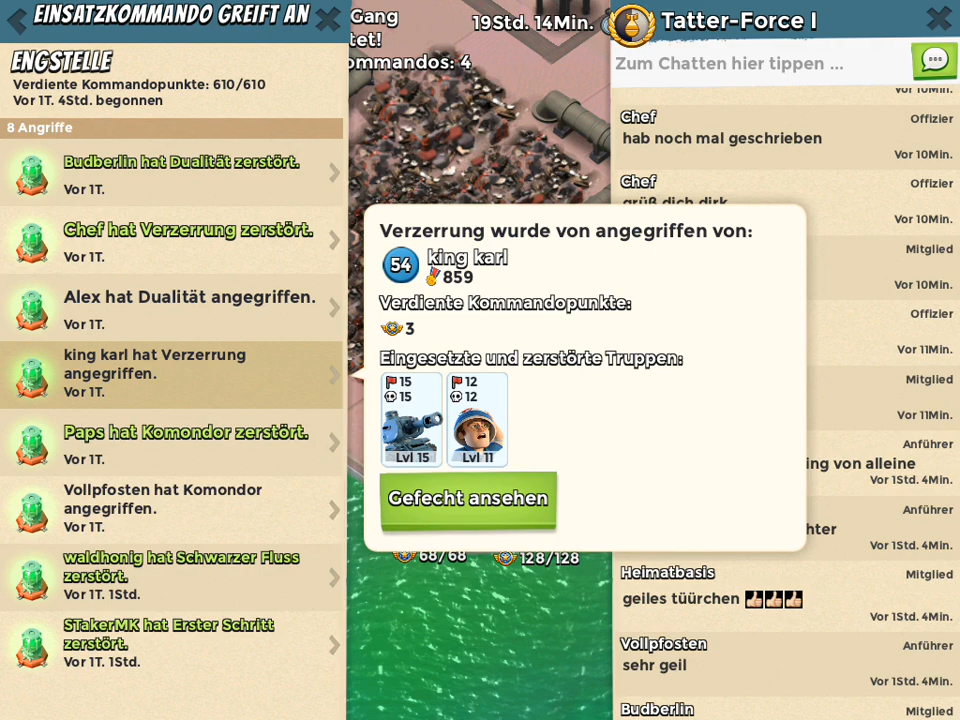 EINSATZKOMMANDO GREIFT AN
ENGSTELLE
Verdiente Kommandopunkte: 610/610
Vor 1T. 4Std. begonnen
8 Angriffe
Budberlin hat Dualität zerstört.
Vor 1T.
Chef hat Verzerrung zerstört.
Vor 1T.
Alex hat Dualität angegriffen.
Vor 1T.
king karl hat Verzerrung
angegriffen.
Vor 1T.
Paps hat Komondor zerstört.
Vor 1T.
Vollpfosten hat Komondor
angegriffen.
Vor 1T.
waldhonig hat Schwarzer Fluss
zerstört.
Vor 1T. 1Std.
STakerMK hat Erster Schritt
zerstört.
Vor 1T. 1Std.
Gang
tet!
ommandos: 4
19Std. 14Min.
Verzerrung wurde von angegriffen von:
54
king karl
859
Verdiente Kommandopunkte:
3
Eingesetzte und zerstörte Truppen:
15
15
Lvl 15
12
12
Lvl 11
Gefecht ansehen
68/68
128/128
Tatter-Force I
Zum Chatten hier tippen ...
Vor 10Min.
Chef
Offizier
hab noch mal geschrieben
Vor 10Min.
Chef
Offizier
grüß dich dirk
Vor 10Min.
Mitglied
Vor 10Min.
Offizier
Vor 11Min.
Mitglied
Vor 11Min.
Anführer
ing von alleine
Vor 1Std. 4Min.
Anführer
hter
Vor 1Std. 4Min.
Heimatbasis
Mitglied
geiles tüürchen 👍🏼👍🏼👍🏼
Vor 1Std. 4Min.
Vollpfosten
Anführer
sehr geil
Vor 1Std. 4Min.
Budberlin
Mitglied